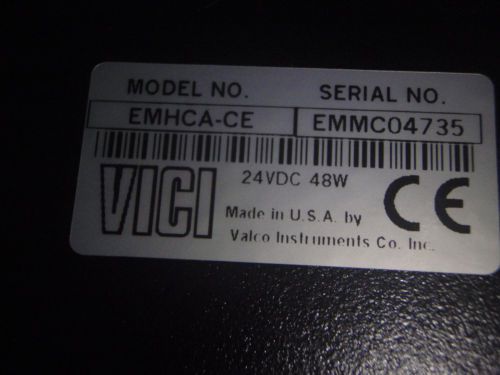 MODEL NO. SERIAL NO.
EMHCA-CE EMMC04735
VICI 24VDC 48W CE
Made in U.S.A. by
Valco Instruments Co. Inc.